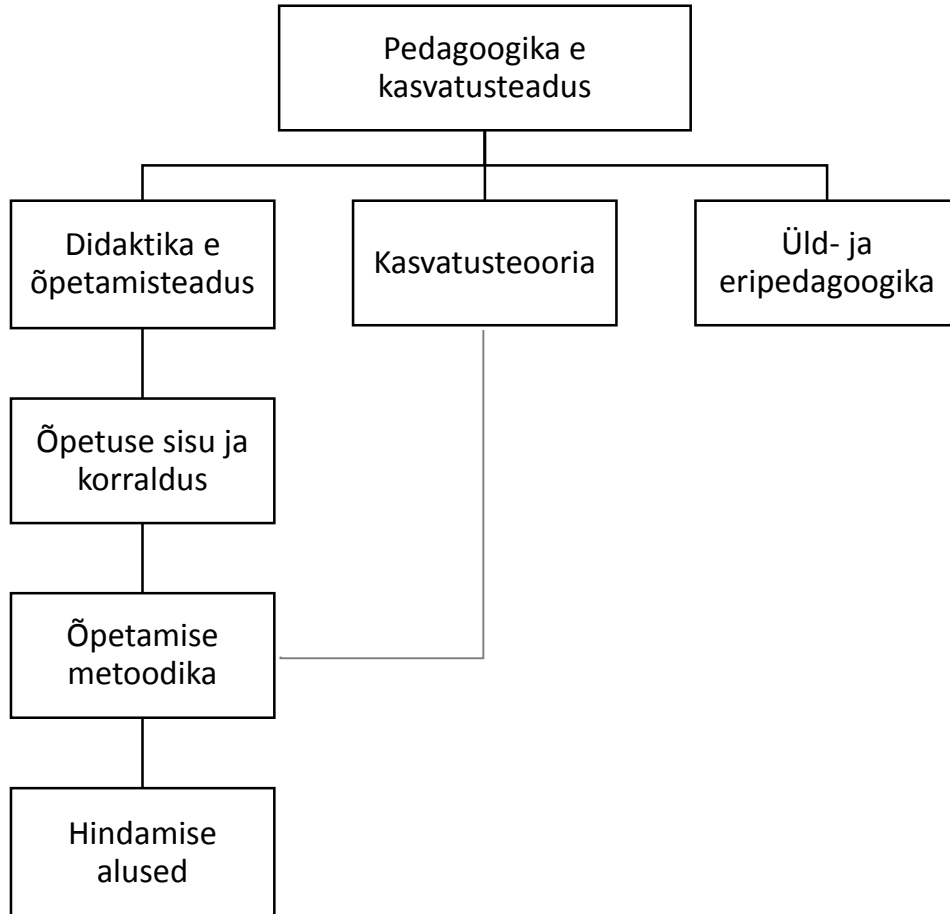 Pedagoogika e
kasvatusteadus
Didaktika e
õpetamisteadus
Kasvatusteooria
Üld- ja
eripedagoogika
Õpetuse sisu ja
korraldus
Õpetamise
metoodika
Hindamise
alused